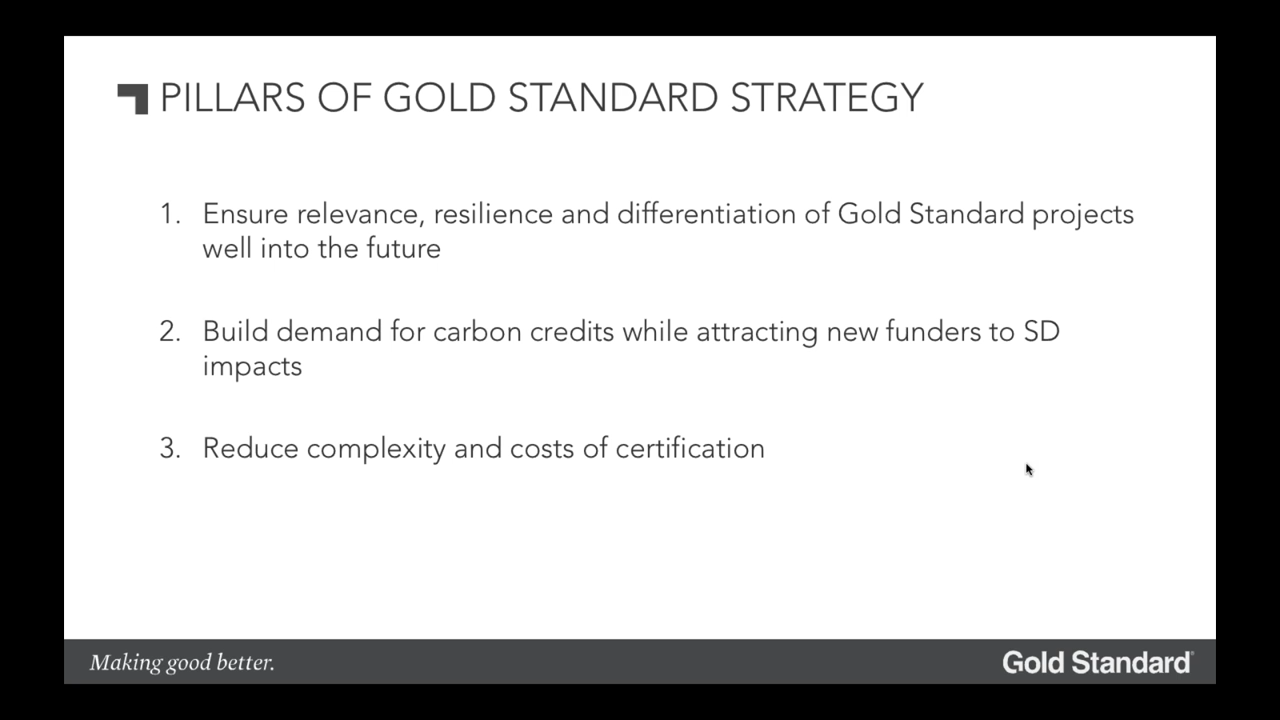 PILLARS OF GOLD STANDARD STRATEGY
1. Ensure relevance, resilience and differentiation of Gold Standard projects
well into the future
2. Build demand for carbon credits while attracting new funders to SD
impacts
3. Reduce complexity and costs of certification
Making good better.
Gold Standard®